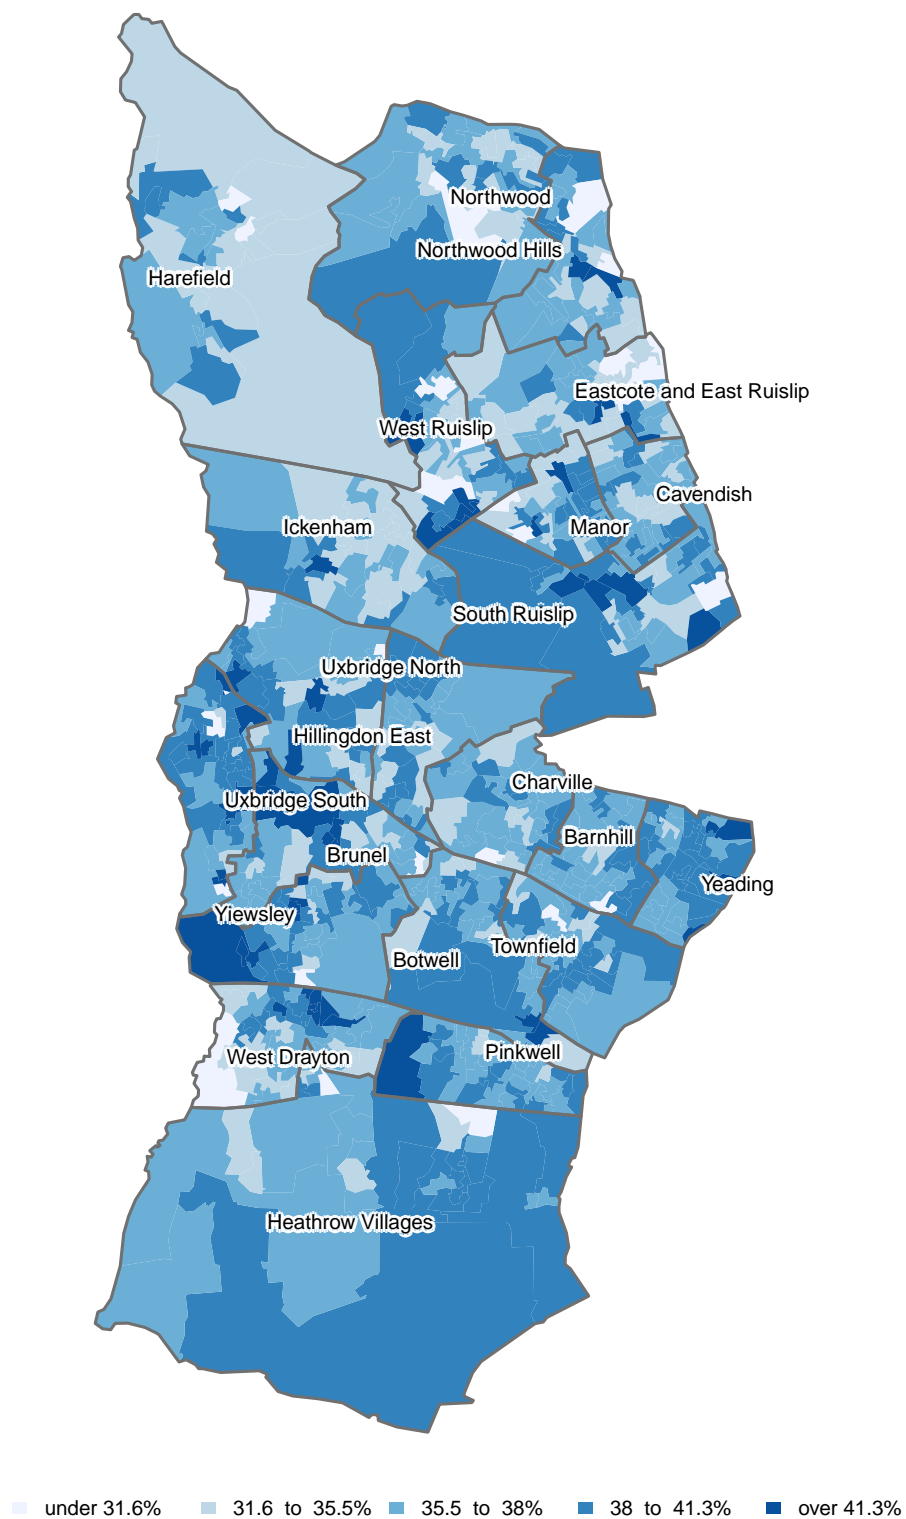 Northwood
Northwood Hills
Harefield
Eastcote and East Ruislip
West Ruislip
Cavendish
Ickenham
Manor
South Ruislip
Uxbridge North
Hillingdon East
Charville
Uxbridge South
Barnhill
Brunel
Yeading
Yiewsley
Townfield
Botwell
Pinkwell
West Drayton
Heathrow Villages
under 31.6% 31.6 to 35.5% 35.5 to 38% 38 to 41.3% over 41.3%